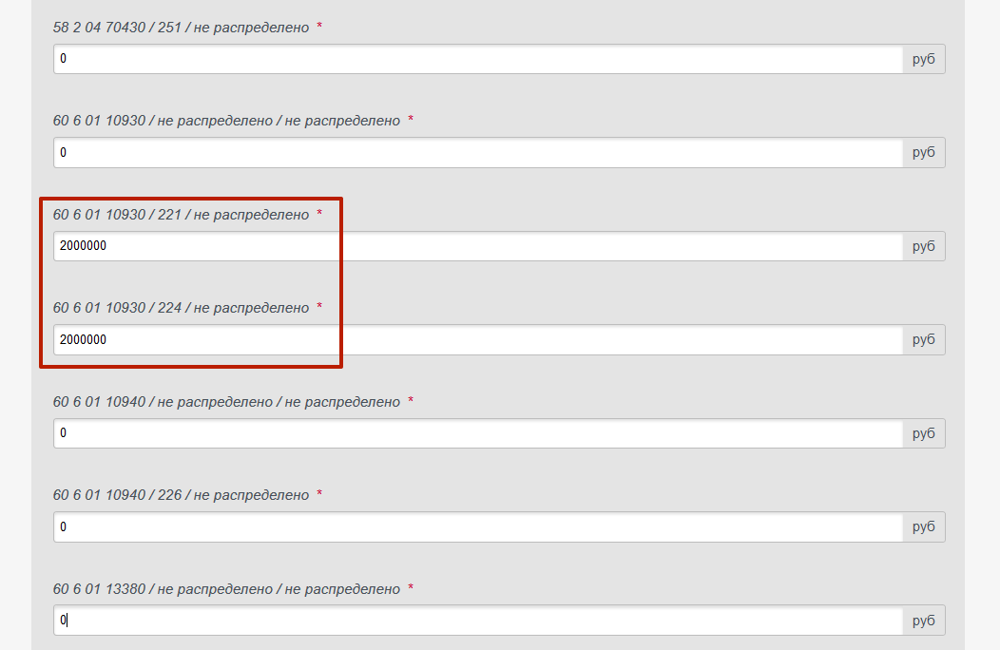 58 2 04 70430 / 251 / не распределено *
0 руб
60 6 01 10930 / не распределено / не распределено *
0 руб
60 6 01 10930 / 221 / не распределено *
2000000 руб
60 6 01 10930 / 224 / не распределено *
2000000 руб
60 6 01 10940 / не распределено / не распределено *
0 руб
60 6 01 10940 / 226 / не распределено *
0 руб
60 6 01 13380 / не распределено / не распределено *
0 руб